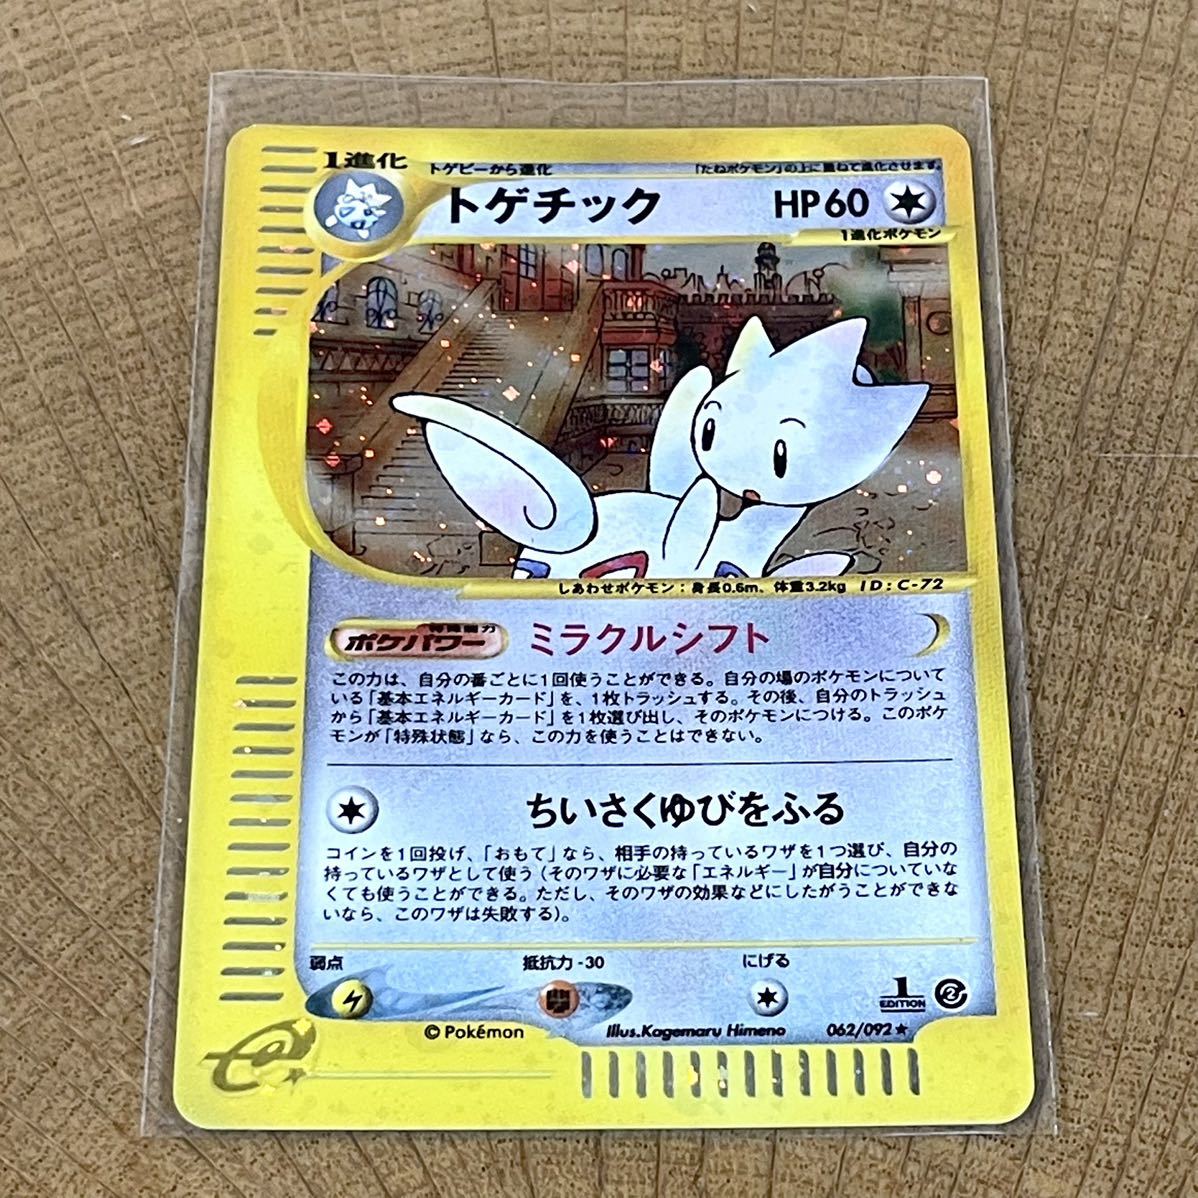 1進化
トゲピーから進化
「たねポケモン」の上に重ねて進化させます。
トゲチック
HP60
1進化ポケモン
しあわせポケモン：身長0.6m、体重3.2kg ID:C-72
特殊能力
ポケパワー
ミラクルシフト
この力は、自分の番ごとに1回使うことができる。自分の場のポケモンについて
いる「基本エネルギーカード」を、1枚トラッシュする。その後、自分のトラッシュ
から「基本エネルギーカード」を1枚選び出し、そのポケモンにつける。このポケ
モンが「特殊状態」なら、この力を使うことはできない。
ちいさくゆびをふる
コインを1回投げ、「おもて」なら、相手の持っているワザを1つ選び、自分の
持っているワザとして使う(そのワザに必要な「エネルギー」が自分についていな
くても使うことができる。ただし、そのワザの効果などにしたがうことができな
いなら、このワザは失敗する)。
弱点
抵抗力 -30
にげる
1
EDITION
2
© Pokémon
Illus.Kagemaru Himeno
062/092★
e